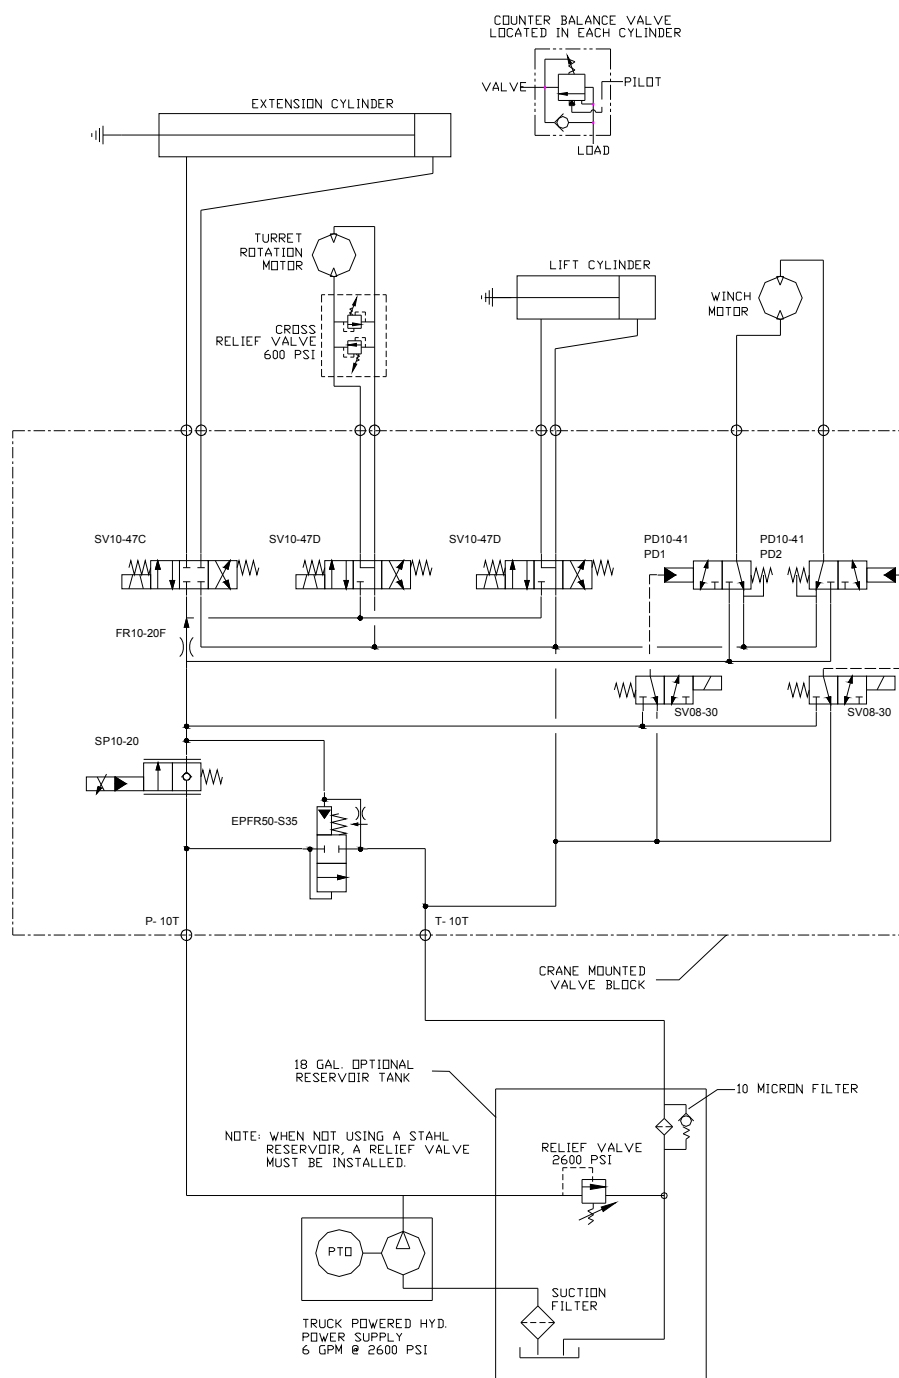 COUNTER BALANCE VALVE
LOCATED IN EACH CYLINDER
VALVE
PILOT
LOAD
EXTENSION CYLINDER
TURRET
ROTATION
MOTOR
CROSS
RELIEF VALVE
600 PSI
LIFT CYLINDER
WINCH
MOTOR
SV10-47C
SV10-47D
SV10-47D
PD10-41
PD1
PD10-41
PD2
FR10-20F
SV08-30
SV08-30
SP10-20
EPFR50-S35
P- 10T
T- 10T
CRANE MOUNTED
VALVE BLOCK
18 GAL. OPTIONAL
RESERVOIR TANK
10 MICRON FILTER
NOTE: WHEN NOT USING A STAHL
RESERVOIR, A RELIEF VALVE
MUST BE INSTALLED.
RELIEF VALVE
2600 PSI
PTO
SUCTION
FILTER
TRUCK POWERED HYD.
POWER SUPPLY
6 GPM @ 2600 PSI